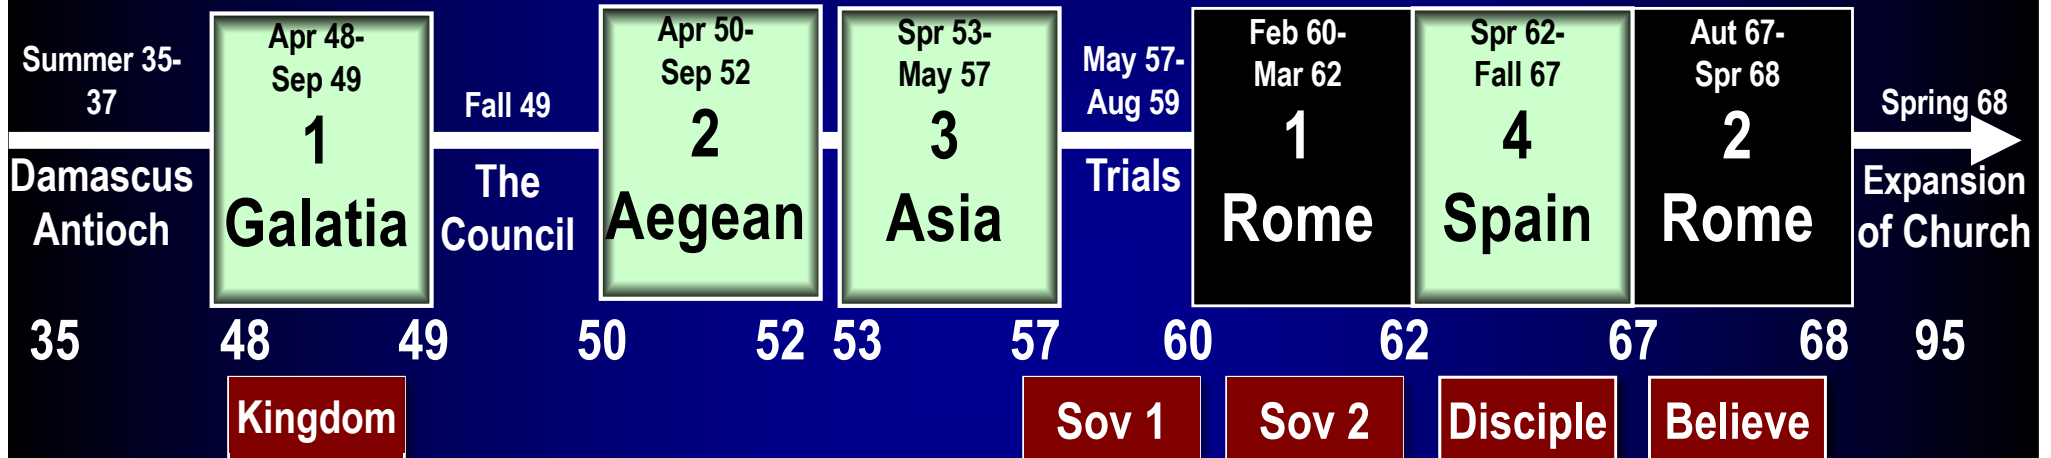 Summer 35-
37
Damascus
Antioch
Apr 48-
Sep 49
1
Galatia
Fall 49
The
Council
Apr 50-
Sep 52
2
Aegean
Spr 53-
May 57
3
Asia
May 57-
Aug 59
Trials
Feb 60-
Mar 62
1
Rome
Spr 62-
Fall 67
4
Spain
Aut 67-
Spr 68
2
Rome
Spring 68
Expansion
of Church
35 48 49 50 52 53 57 60 62 67 68 95
Kingdom Sov 1 Sov 2 Disciple Believe